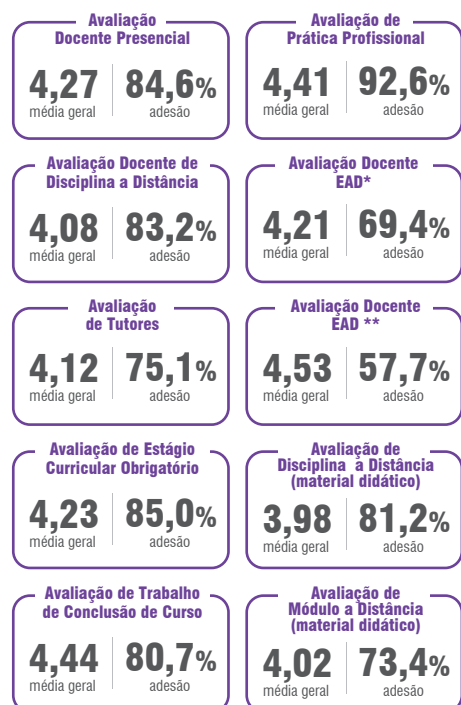 Avaliação
Docente Presencial
4,27 84,6%
média geral adesão
Avaliação de
Prática Profissional
4,41 92,6%
média geral adesão
Avaliação Docente de
Disciplina a Distância
4,08 83,2%
média geral adesão
Avaliação Docente
EAD*
4,21 69,4%
média geral adesão
Avaliação
de Tutores
4,12 75,1%
média geral adesão
Avaliação Docente
EAD **
4,53 57,7%
média geral adesão
Avaliação de Estágio
Curricular Obrigatório
4,23 85,0%
média geral adesão
Avaliação de
Disciplina a Distância
(material didático)
3,98 81,2%
média geral adesão
Avaliação de Trabalho
de Conclusão de Curso
4,44 80,7%
média geral adesão
Avaliação de
Módulo a Distância
(material didático)
4,02 73,4%
média geral adesão